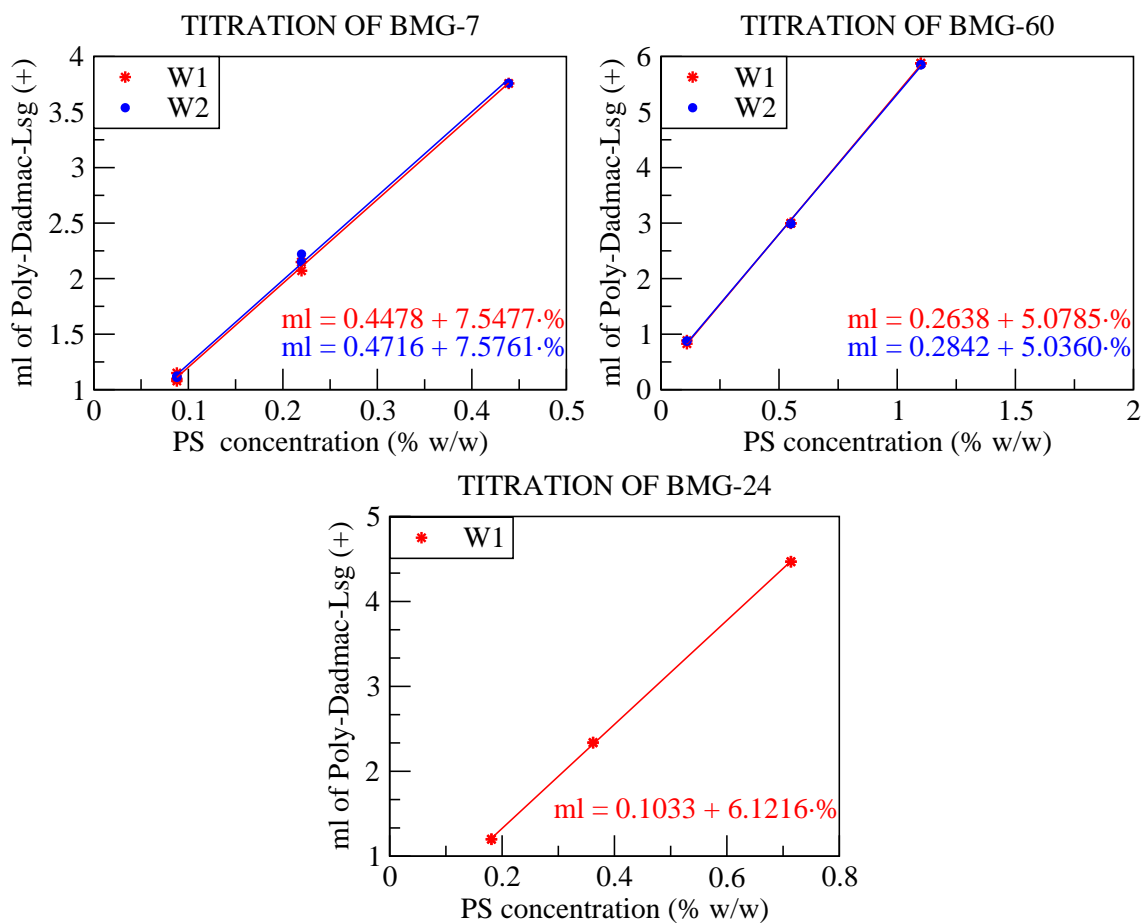 TITRATION OF BMG-7
4
3.5
3
2.5
2
1.5
1
ml of Poly-Dadmac-Lsg (+)
W1
W2
ml = 0.4478 + 7.5477·%
ml = 0.4716 + 7.5761·%
0 0.1 0.2 0.3 0.4 0.5
PS concentration (% w/w)
TITRATION OF BMG-60
6
5
4
3
2
1
0
ml of Poly-Dadmac-Lsg (+)
W1
W2
ml = 0.2638 + 5.0785·%
ml = 0.2842 + 5.0360·%
0 0.5 1 1.5 2
PS concentration (% w/w)
TITRATION OF BMG-24
5
4
3
2
1
ml of Poly-Dadmac-Lsg (+)
W1
ml = 0.1033 + 6.1216·%
0 0.2 0.4 0.6 0.8
PS concentration (% w/w)